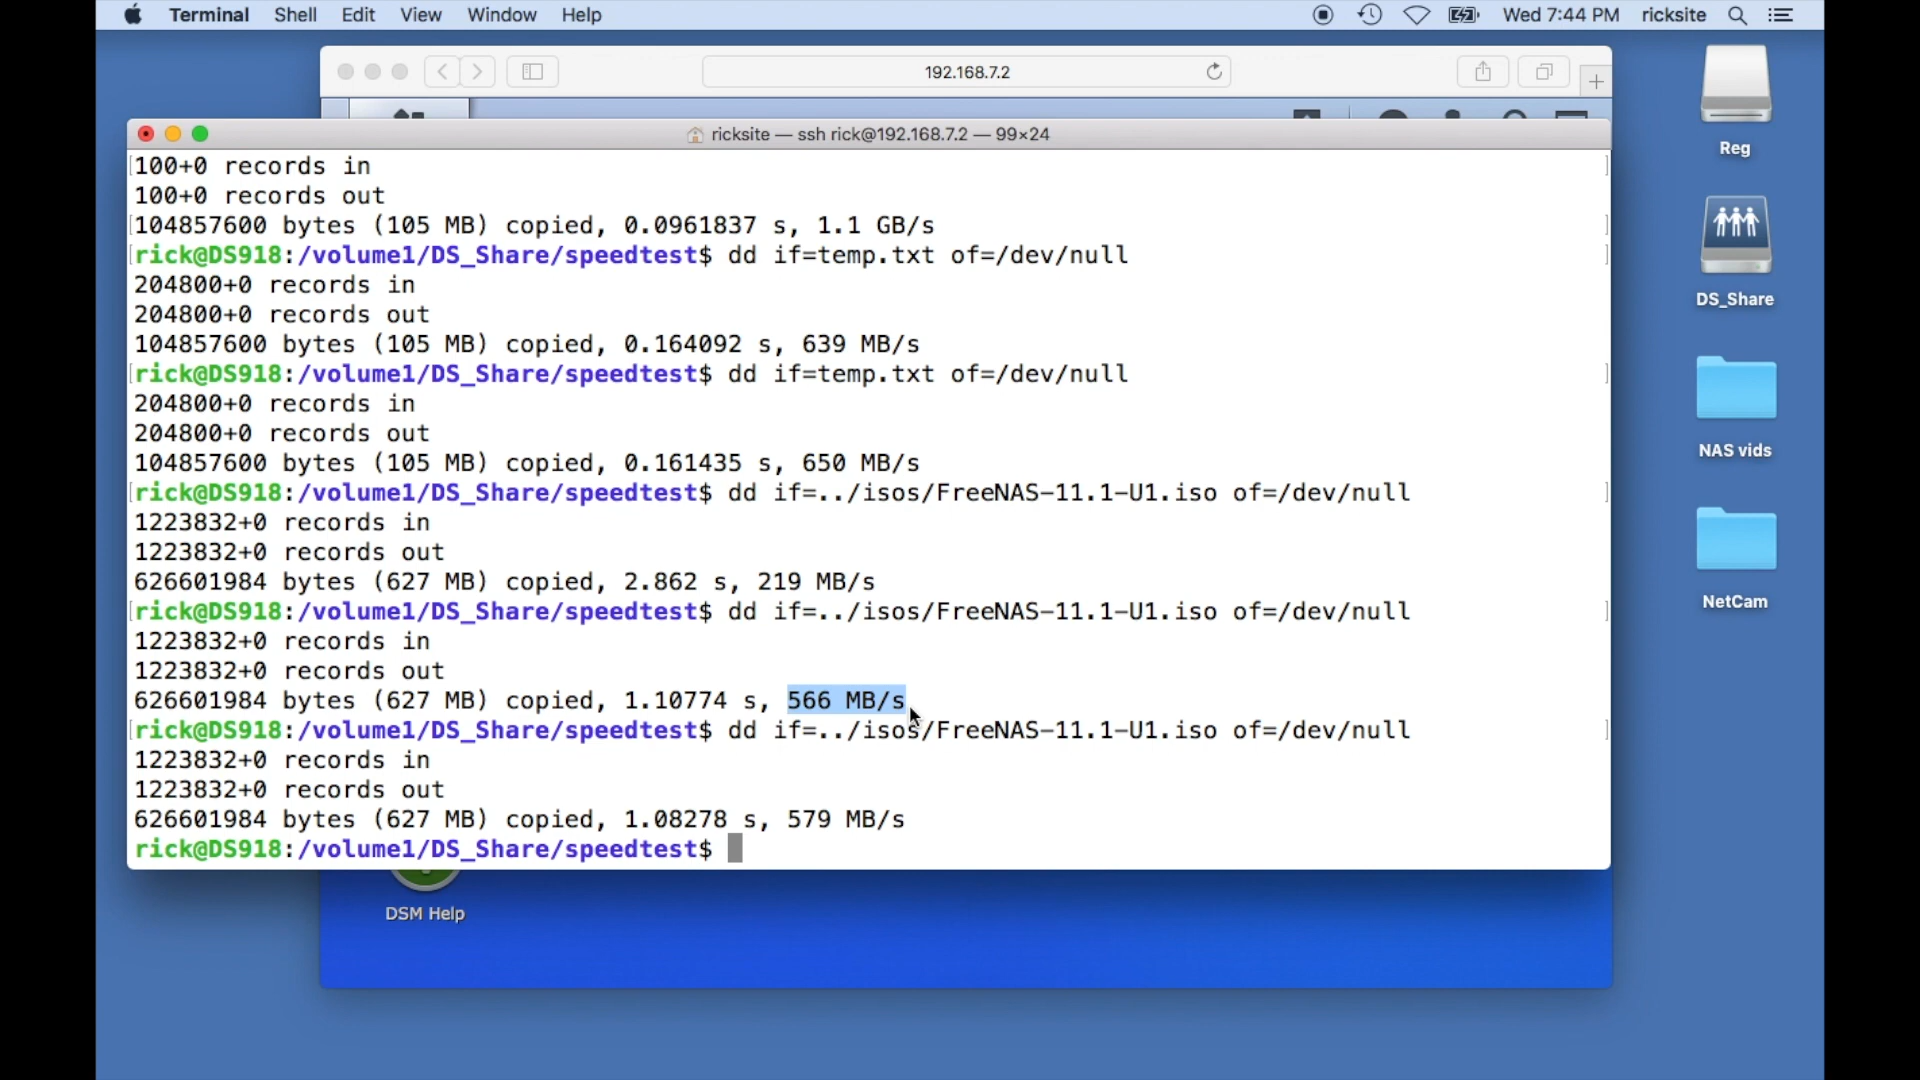 Terminal Shell Edit View Window Help Wed 7:44 PM ricksite
192.168.7.2
ricksite — ssh rick@192.168.7.2 — 99×24
100+0 records in
100+0 records out
104857600 bytes (105 MB) copied, 0.0961837 s, 1.1 GB/s
rick@DS918:/volume1/DS_Share/speedtest$ dd if=temp.txt of=/dev/null
204800+0 records in
204800+0 records out
104857600 bytes (105 MB) copied, 0.164092 s, 639 MB/s
rick@DS918:/volume1/DS_Share/speedtest$ dd if=temp.txt of=/dev/null
204800+0 records in
204800+0 records out
104857600 bytes (105 MB) copied, 0.161435 s, 650 MB/s
rick@DS918:/volume1/DS_Share/speedtest$ dd if=../isos/FreeNAS-11.1-U1.iso of=/dev/null
1223832+0 records in
1223832+0 records out
626601984 bytes (627 MB) copied, 2.862 s, 219 MB/s
rick@DS918:/volume1/DS_Share/speedtest$ dd if=../isos/FreeNAS-11.1-U1.iso of=/dev/null
1223832+0 records in
1223832+0 records out
626601984 bytes (627 MB) copied, 1.10774 s, 566 MB/s
rick@DS918:/volume1/DS_Share/speedtest$ dd if=../isos/FreeNAS-11.1-U1.iso of=/dev/null
1223832+0 records in
1223832+0 records out
626601984 bytes (627 MB) copied, 1.08278 s, 579 MB/s
rick@DS918:/volume1/DS_Share/speedtest$
DSM Help
Reg
DS_Share
NAS vids
NetCam